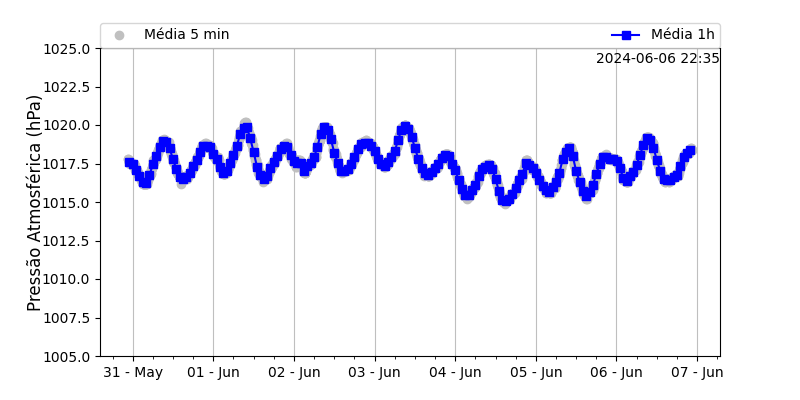 Média 5 min
Média 1h
2024-06-06 22:35
Pressão Atmosférica (hPa)
1025.0
1022.5
1020.0
1017.5
1015.0
1012.5
1010.0
1007.5
1005.0
31 - May
01 - Jun
02 - Jun
03 - Jun
04 - Jun
05 - Jun
06 - Jun
07 - Jun